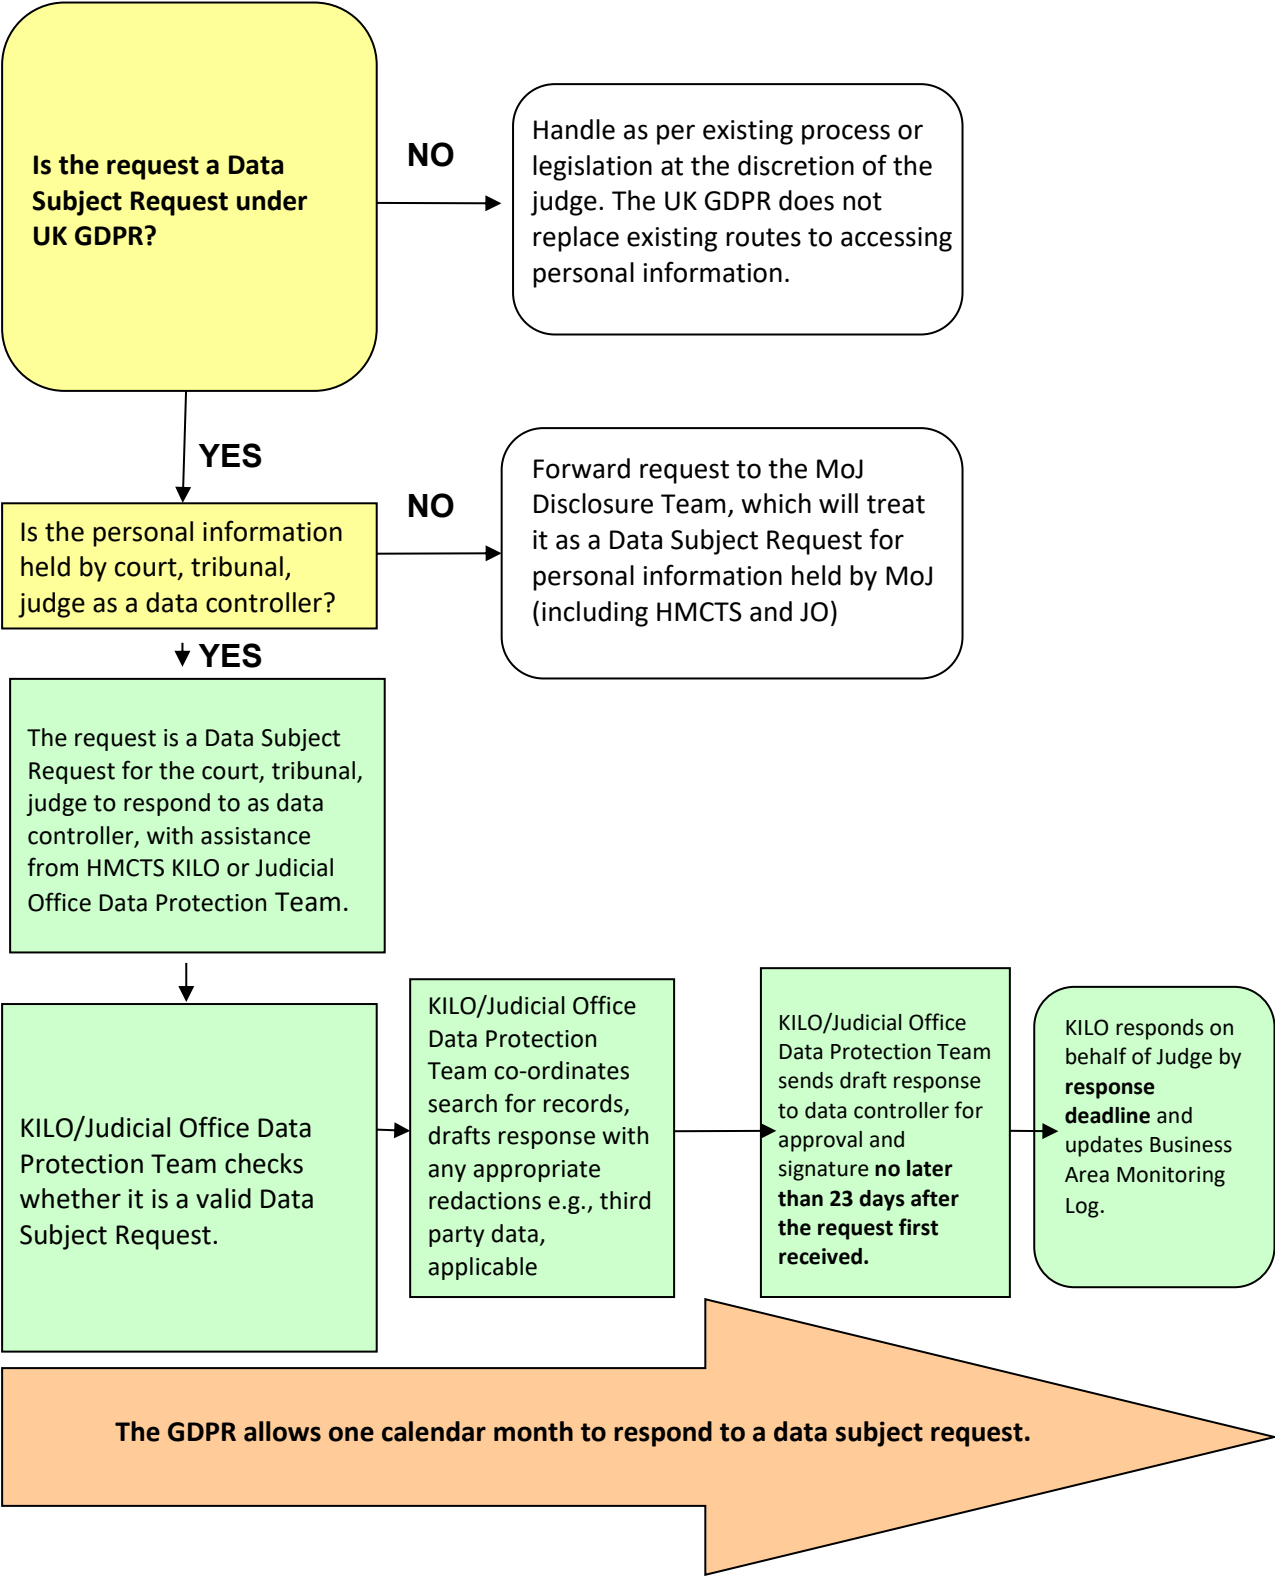 Is the request a Data
Subject Request under
UK GDPR?
NO
Handle as per existing process or
legislation at the discretion of the
judge. The UK GDPR does not
replace existing routes to accessing
personal information.
YES
Is the personal information
held by court, tribunal,
judge as a data controller?
NO
Forward request to the MoJ
Disclosure Team, which will treat
it as a Data Subject Request for
personal information held by MoJ
(including HMCTS and JO)
YES
The request is a Data Subject
Request for the court, tribunal,
judge to respond to as data
controller, with assistance
from HMCTS KILO or Judicial
Office Data Protection Team.
KILO/Judicial Office Data
Protection Team checks
whether it is a valid Data
Subject Request.
KILO/Judicial Office
Data Protection
Team co-ordinates
search for records,
drafts response with
any appropriate
redactions e.g., third
party data,
applicable
KILO/Judicial Office
Data Protection Team
sends draft response
to data controller for
approval and
signature no later
than 23 days after
the request first
received.
KILO responds on
behalf of Judge by
response
deadline and
updates Business
Area Monitoring
Log.
The GDPR allows one calendar month to respond to a data subject request.